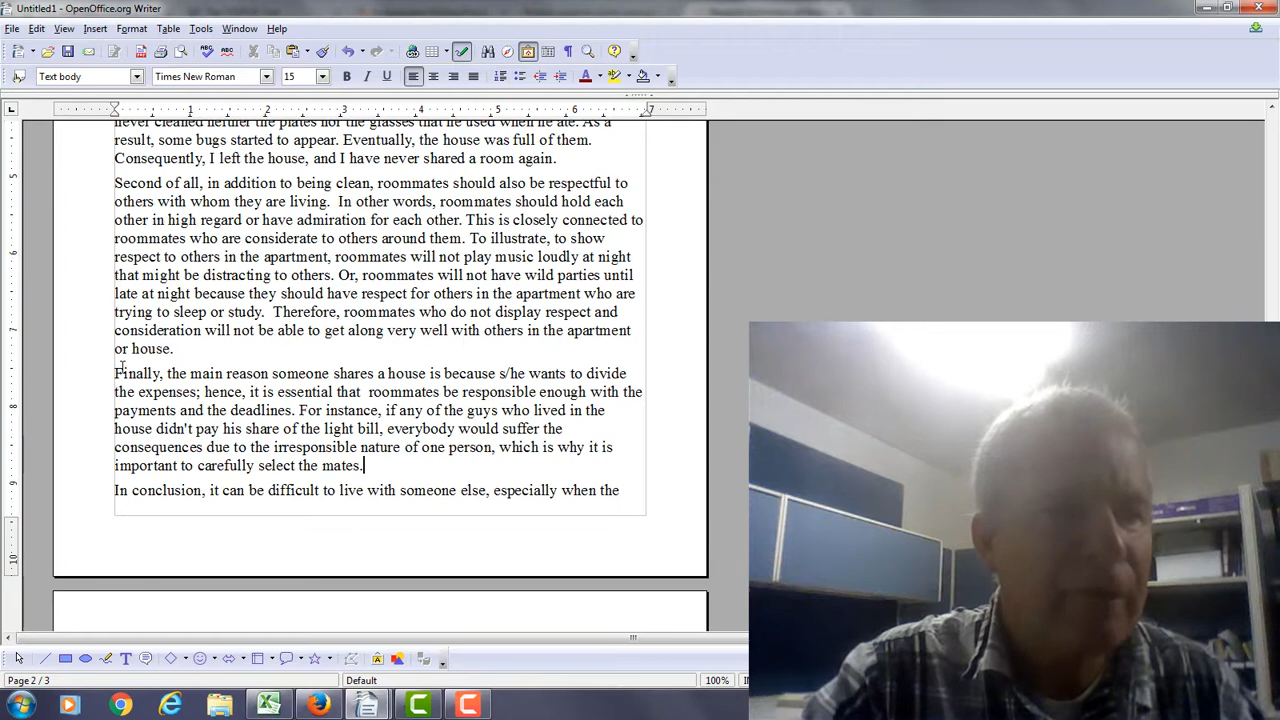 Untitled1 - OpenOffice.org Writer
File Edit View Insert Format Table Tools Window Help
Text body Times New Roman 15
1 2 3 4 5 6 7
never cleaned neither the plates nor the glasses that he used when he ate. As a
result, some bugs started to appear. Eventually, the house was full of them.
Consequently, I left the house, and I have never shared a room again.
Second of all, in addition to being clean, roommates should also be respectful to
others with whom they are living.  In other words, roommates should hold each
other in high regard or have admiration for each other. This is closely connected to
roommates who are considerate to others around them. To illustrate, to show
respect to others in the apartment, roommates will not play music loudly at night
that might be distracting to others. Or, roommates will not have wild parties until
late at night because they should have respect for others in the apartment who are
trying to sleep or study.  Therefore, roommates who do not display respect and
consideration will not be able to get along very well with others in the apartment
or house.
Finally, the main reason someone shares a house is because s/he wants to divide
the expenses; hence, it is essential that  roommates be responsible enough with the
payments and the deadlines. For instance, if any of the guys who lived in the
house didn't pay his share of the light bill, everybody would suffer the
consequences due to the irresponsible nature of one person, which is why it is
important to carefully select the mates.
In conclusion, it can be difficult to live with someone else, especially when the
5
6
7
8
9
10
Page 2 / 3 Default 100%